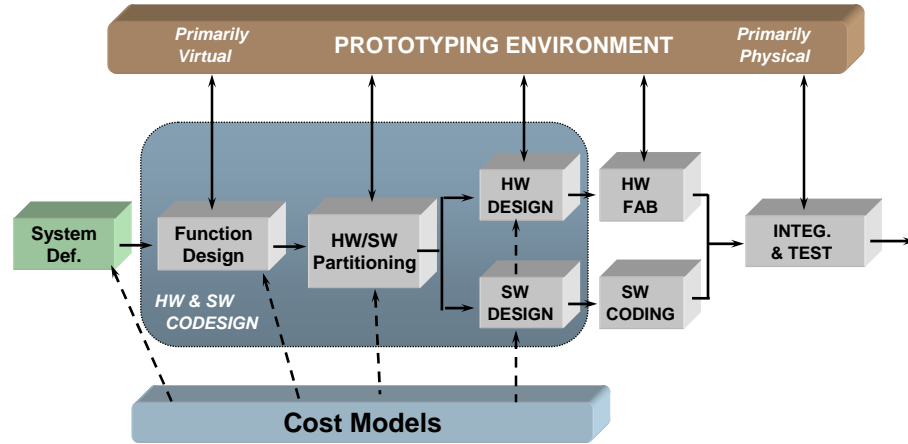 Primarily
Virtual
PROTOTYPING ENVIRONMENT
Primarily
Physical
System
Def.
Function
Design
HW/SW
Partitioning
HW
DESIGN
HW
FAB
INTEG.
& TEST
SW
DESIGN
SW
CODING
HW & SW
CODESIGN
Cost Models